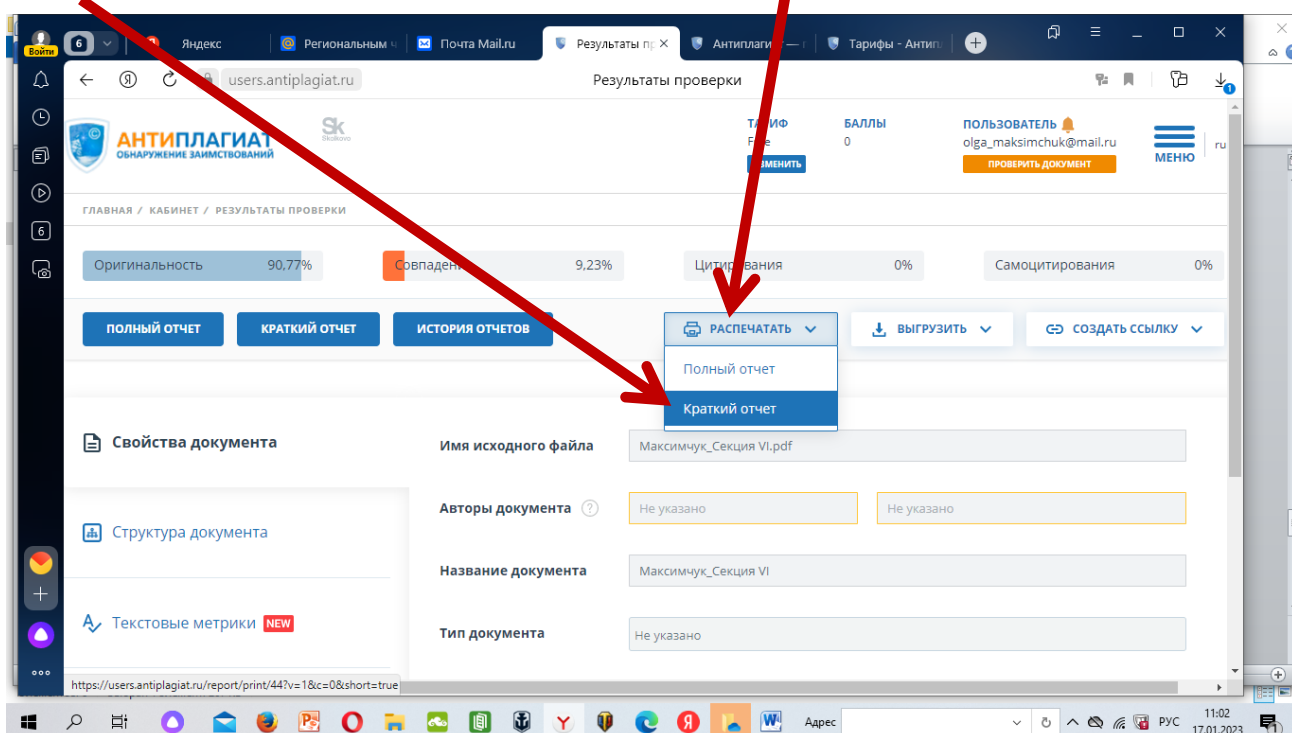 Войти
6
Яндекс
Региональным ч
Почта Mail.ru
Результаты пр
Антиплагиат — г
Тарифы - Антипл
users.antiplagiat.ru
Результаты проверки
АНТИПЛАГИАТ
ОБНАРУЖЕНИЕ ЗАИМСТВОВАНИЙ
Sk
Skolkovo
БАЛЛЫ
0
ИЗМЕНИТЬ
ПОЛЬЗОВАТЕЛЬ
olga_maksimchuk@mail.ru
ПРОВЕРИТЬ ДОКУМЕНТ
МЕНЮ
ru
6
ГЛАВНАЯ / КАБИНЕТ / РЕЗУЛЬТАТЫ ПРОВЕРКИ
Оригинальность 90,77%
Совпадения 9,23%
Цитирования 0%
Самоцитирования 0%
ПОЛНЫЙ ОТЧЕТ
КРАТКИЙ ОТЧЕТ
ИСТОРИЯ ОТЧЕТОВ
РАСПЕЧАТАТЬ
ВЫГРУЗИТЬ
СОЗДАТЬ ССЫЛКУ
Полный отчет
Краткий отчет
Свойства документа
Структура документа
Текстовые метрики NEW
Имя исходного файла
Максимчук_Секция VI.pdf
Авторы документа ?
Не указано
Не указано
Название документа
Максимчук_Секция VI
Тип документа
Не указано
https://users.antiplagiat.ru/report/print/44?v=1&c=0&short=true
Адрес
РУС
11:02
17.01.2023